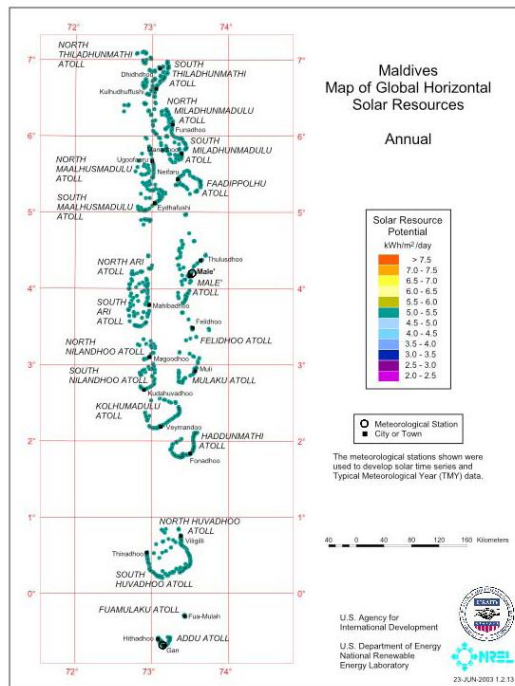 72°
73°
74°
7°
NORTH
THILADHUNMATHI
ATOLL
SOUTH
THILADHUNMATHI
ATOLL
Dhidhdhoo
Kulhudhuffushi
NORTH
MILADHUNMADULU
ATOLL
Funadhoo
6°
SOUTH
MILADHUNMADULU
ATOLL
NORTH
MAALHUSMADULU
ATOLL
Ugoofaaru
Neifaru
FAADIPPOLHU
ATOLL
SOUTH
MAALHUSMADULU
ATOLL
Eydhafushi
5°
NORTH ARI
ATOLL
Thulusdhoo
Male'
MALE'
ATOLL
4°
SOUTH
ARI
ATOLL
Mahibadhoo
Felidhoo
FELIDHOO ATOLL
NORTH
NILANDHOO ATOLL
Magoodhoo
3°
SOUTH
NILANDHOO ATOLL
Muli
MULAKU ATOLL
Kudahuvadhoo
KOLHUMADULU
ATOLL
Veymandoo
2°
HADDUNMATHI
ATOLL
Fonadhoo
1°
NORTH HUVADHOO
ATOLL
Viligili
Thinadhoo
SOUTH
HUVADHOO ATOLL
0°
FUAMULAKU ATOLL
Fua-Mulah
Hithadhoo
ADDU ATOLL
Gan
72°
73°
74°
Maldives
Map of Global Horizontal
Solar Resources
Annual
Solar Resource
Potential
kWh/m²/day
> 7.5
7.0 - 7.5
6.5 - 7.0
6.0 - 6.5
5.5 - 6.0
5.0 - 5.5
4.5 - 5.0
4.0 - 4.5
3.5 - 4.0
3.0 - 3.5
2.5 - 3.0
2.0 - 2.5
Meteorological Station
City or Town
The meteorological stations shown were
used to develop solar time series and
Typical Meteorological Year (TMY) data.
40 0 40 80 120 160 Kilometers
U.S. Agency for
International Development
U.S. Department of Energy
National Renewable
Energy Laboratory
USAID
NREL
23-JUN-2003 1.2.13